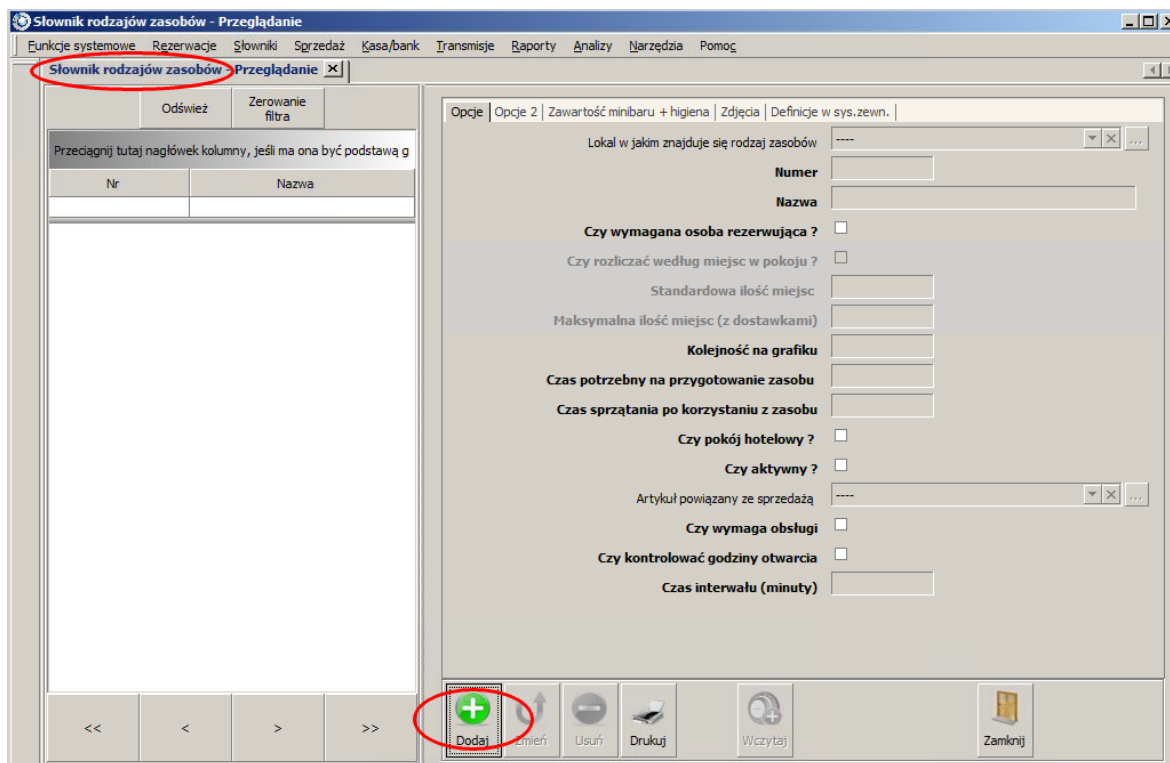 Słownik rodzajów zasobów - Przeglądanie
Funkcje systemowe Rezerwacje Słowniki Sprzedaż Kasa/bank Transmisje Raporty Analizy Narzędzia Pomoc
Słownik rodzajów zasobów - Przeglądanie
Odśwież
Zerowanie
filtra
Przeciągnij tutaj nagłówek kolumny, jeśli ma ona być podstawą g
Nr Nazwa
<< < > >>
Opcje Opcje 2 Zawartość minibaru + higiena Zdjęcia Definicje w sys.zewn.
Lokal w jakim znajduje się rodzaj zasobów ---- ...
Numer
Nazwa
Czy wymagana osoba rezerwująca ?
Czy rozliczać według miejsc w pokoju ?
Standardowa ilość miejsc
Maksymalna ilość miejsc (z dostawkami)
Kolejność na grafiku
Czas potrzebny na przygotowanie zasobu
Czas sprzątania po korzystaniu z zasobu
Czy pokój hotelowy ?
Czy aktywny ?
Artykuł powiązany ze sprzedażą ---- ...
Czy wymaga obsługi
Czy kontrolować godziny otwarcia
Czas interwału (minuty)
Dodaj Zmień Usuń Drukuj Wczytaj Zamknij